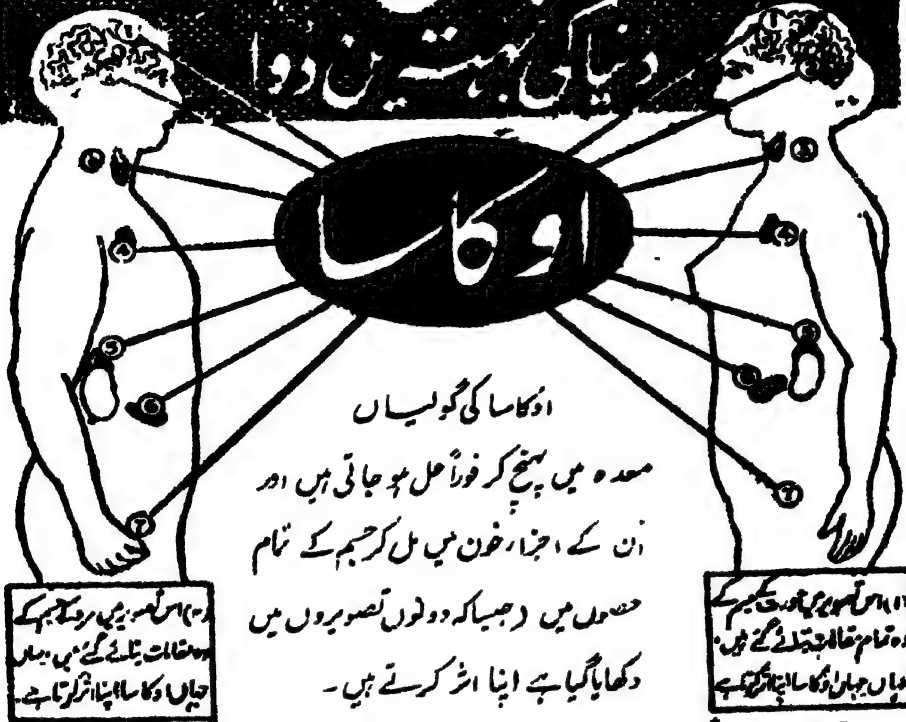 دنیا کی بہترین دوا
اوکاسا
اوکاسا کی گولیاں
معدہ میں پہنچ کر فوراً حل ہو جاتی ہیں اور
ان کے اجزاء خون میں مل کر جسم کے تمام
حصوں میں (جیسا کہ دونوں تصویروں میں
دکھایا گیا ہے اپنا اثر کرتے ہیں۔
(۱) اس تصویر میں عورت کے جسم کے
وہ تمام مقامات بتلائے گئے ہیں۔
جہاں اوکاسا اپنا اثر کرتا ہے
(۲) اس تصویر میں مرد کے جسم کے
وہ مقامات بتلائے گئے ہیں جہاں
جہاں اوکاسا اپنا اثر کرتا ہے۔